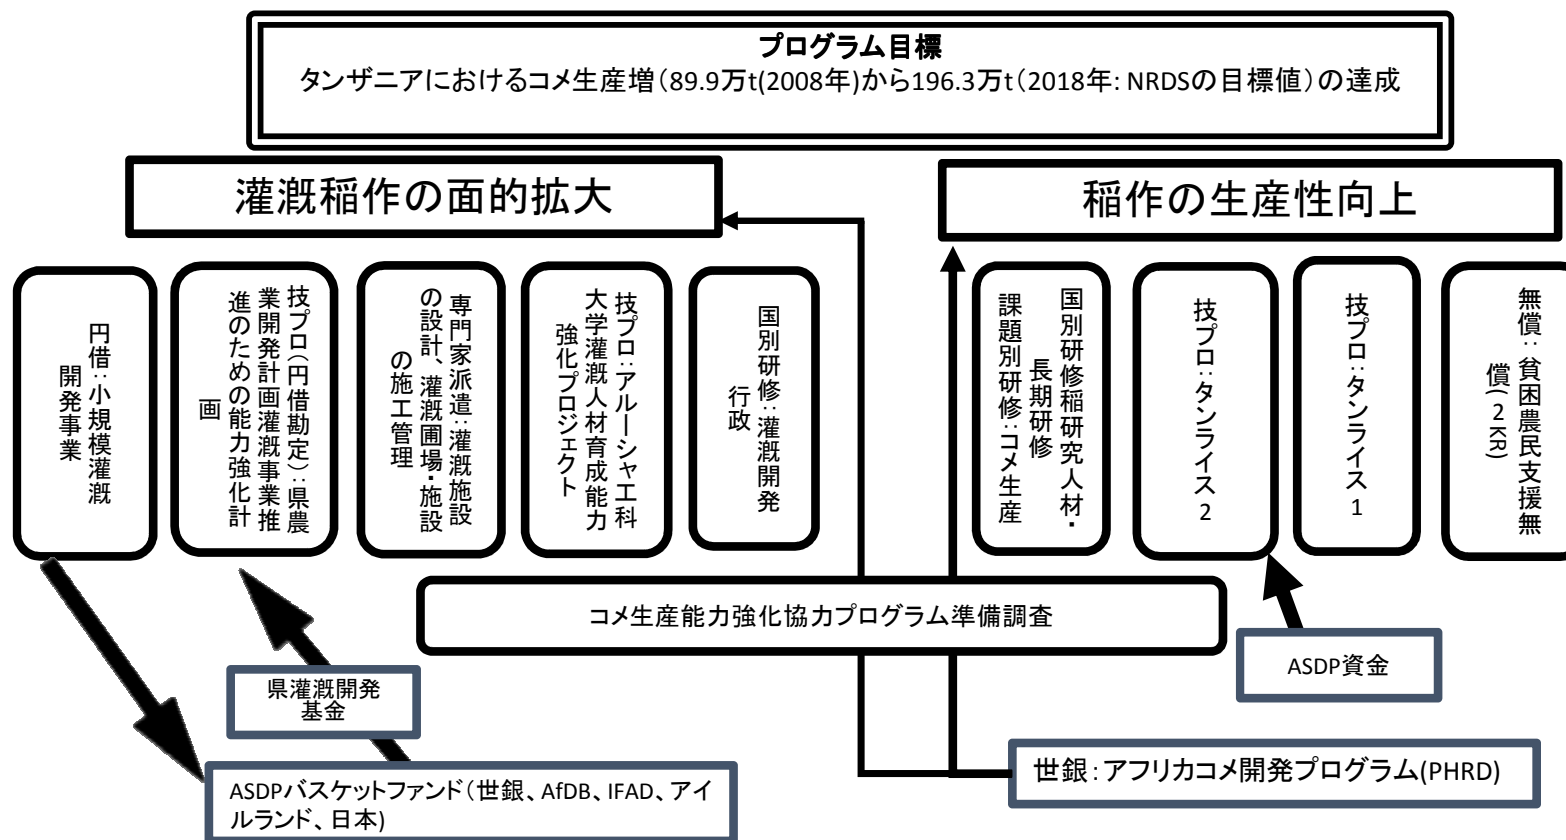 プログラム目標
タンザニアにおけるコメ生産増（89.9万t(2008年)から196.3万t（2018年: NRDSの目標値）の達成
灌漑稲作の面的拡大
稲作の生産性向上
円借：小規模灌漑
開発事業
技プロ（円借勘定）：県農
業開発計画灌漑事業推
進のための能力強化計
画
専門家派遣：灌漑施設
の設計、灌漑圃場・施設
の施工管理
技プロ：アルーシャ工科
大学灌漑人材育成能力
強化プロジェクト
国別研修：灌漑開発
行政
国別研修稲研究人材・
長期研修
課題別研修：コメ生産
技プロ：タンライス2
技プロ：タンライス1
無償：貧困農民支援無
償(2KR)
コメ生産能力強化協力プログラム準備調査
県灌漑開発
基金
ASDP資金
ASDPバスケットファンド（世銀、AfDB、IFAD、アイ
ルランド、日本)
世銀：アフリカコメ開発プログラム(PHRD)